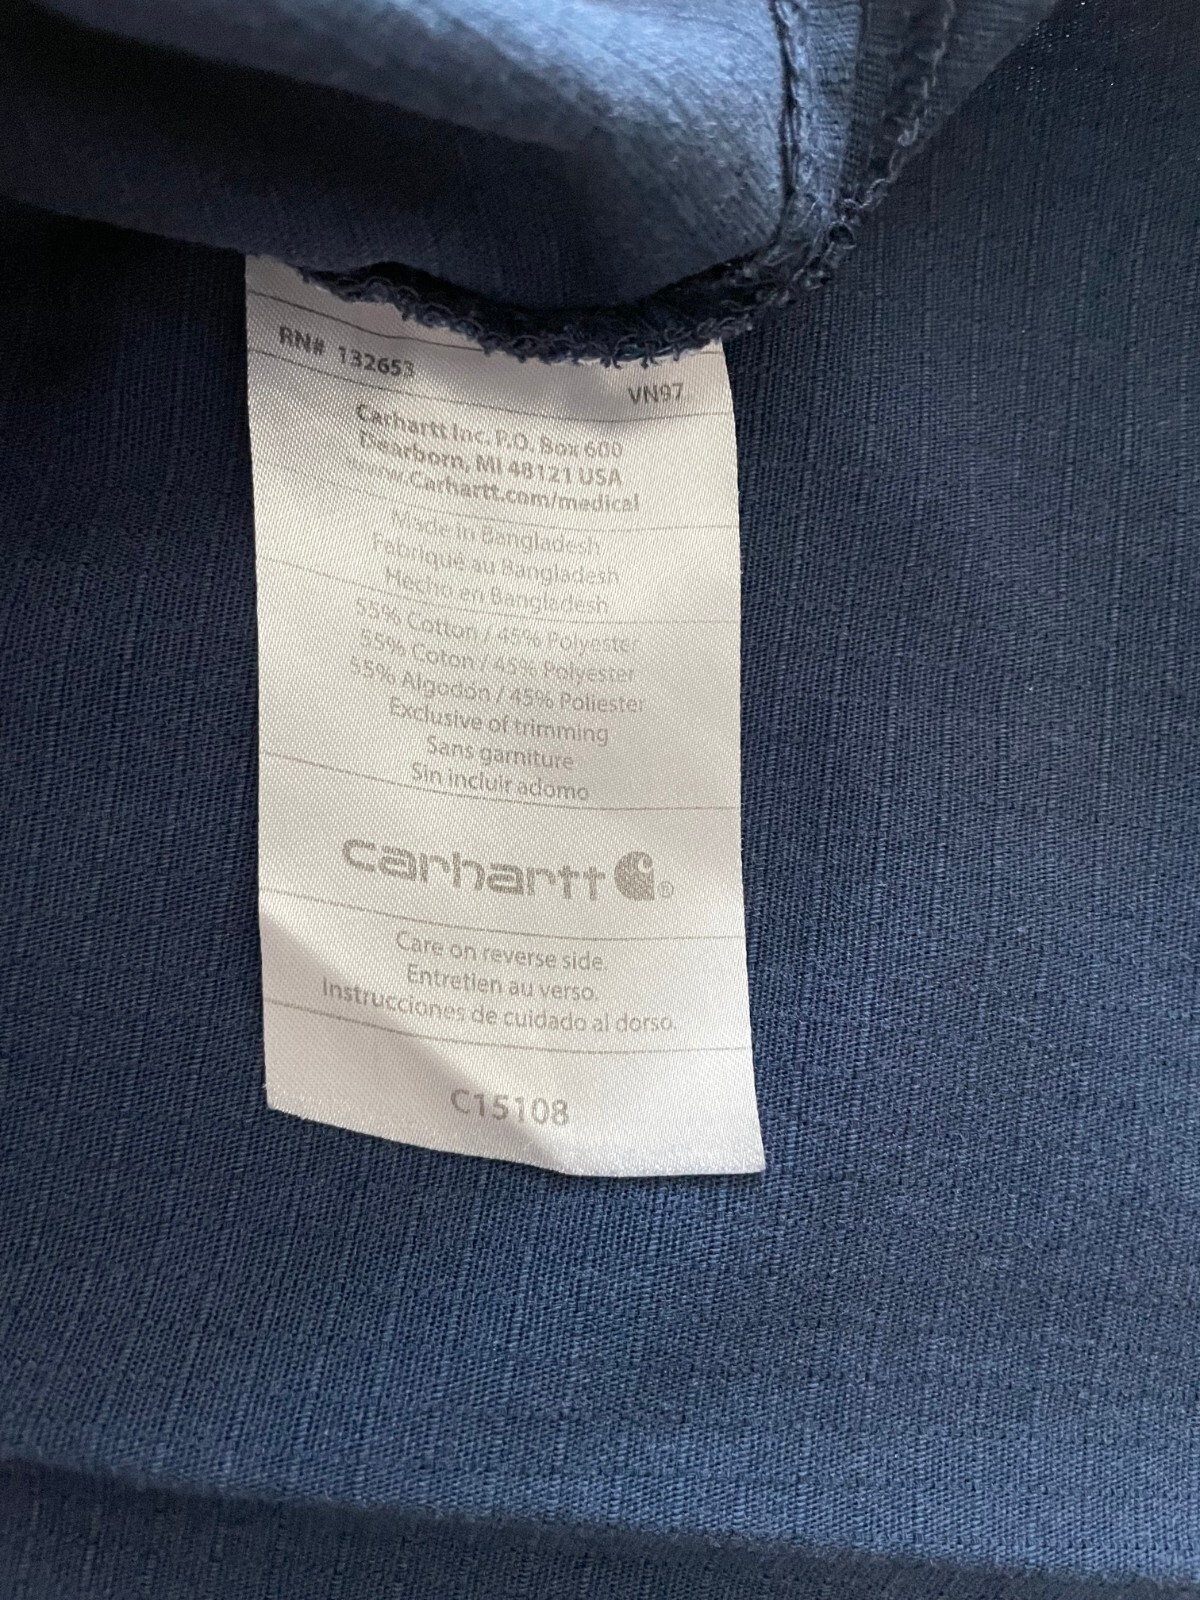 RN# 132653
VN97
Carhartt Inc. P.O. Box 600
Dearborn, MI 48121 USA
www.Carhartt.com/medical
Made in Bangladesh
Fabriqué au Bangladesh
Hecho en Bangladesh
55% Cotton / 45% Polyester
55% Coton / 45% Polyester
55% Algodón / 45% Poliester
Exclusive of trimming
Sans garniture
Sin incluir adorno
carhartt ®
Care on reverse side.
Entretien au verso.
Instrucciones de cuidado al dorso.
C15108